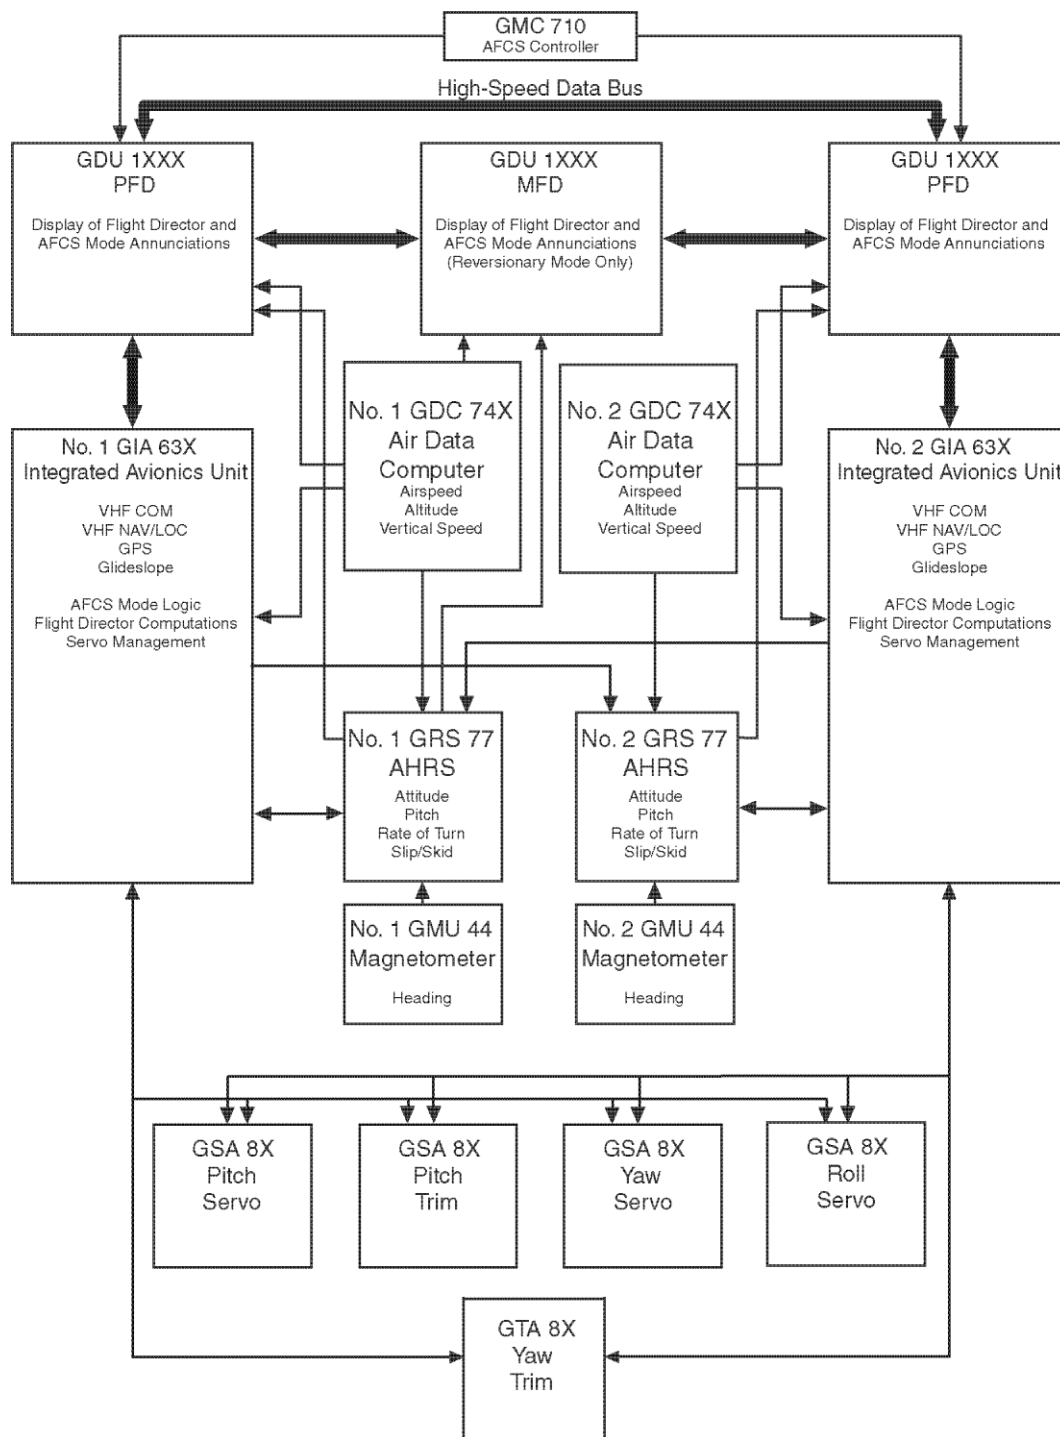 GMC 710
AFCS Controller
High-Speed Data Bus
GDU 1XXX
PFD
Display of Flight Director and
AFCS Mode Annunciations
GDU 1XXX
MFD
Display of Flight Director and
AFCS Mode Annunciations
(Reversionary Mode Only)
GDU 1XXX
PFD
Display of Flight Director and
AFCS Mode Annunciations
No. 1 GDC 74X
Air Data
Computer
Airspeed
Altitude
Vertical Speed
No. 2 GDC 74X
Air Data
Computer
Airspeed
Altitude
Vertical Speed
No. 1 GIA 63X
Integrated Avionics Unit
VHF COM
VHF NAV/LOC
GPS
Glideslope
AFCS Mode Logic
Flight Director Computations
Servo Management
No. 2 GIA 63X
Integrated Avionics Unit
VHF COM
VHF NAV/LOC
GPS
Glideslope
AFCS Mode Logic
Flight Director Computations
Servo Management
No. 1 GRS 77
AHRS
Attitude
Pitch
Rate of Turn
Slip/Skid
No. 2 GRS 77
AHRS
Attitude
Pitch
Rate of Turn
Slip/Skid
No. 1 GMU 44
Magnetometer
Heading
No. 2 GMU 44
Magnetometer
Heading
GSA 8X
Pitch
Servo
GSA 8X
Pitch
Trim
GSA 8X
Yaw
Servo
GSA 8X
Roll
Servo
GTA 8X
Yaw
Trim